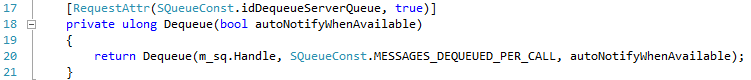 17 [RequestAttr(SQueueConst.idDequeueServerQueue, true)]
18 private ulong Dequeue(bool autoNotifyWhenAvailable)
19 {
20 return Dequeue(m_sq.Handle, SQueueConst.MESSAGES_DEQUEUED_PER_CALL, autoNotifyWhenAvailable);
21 }